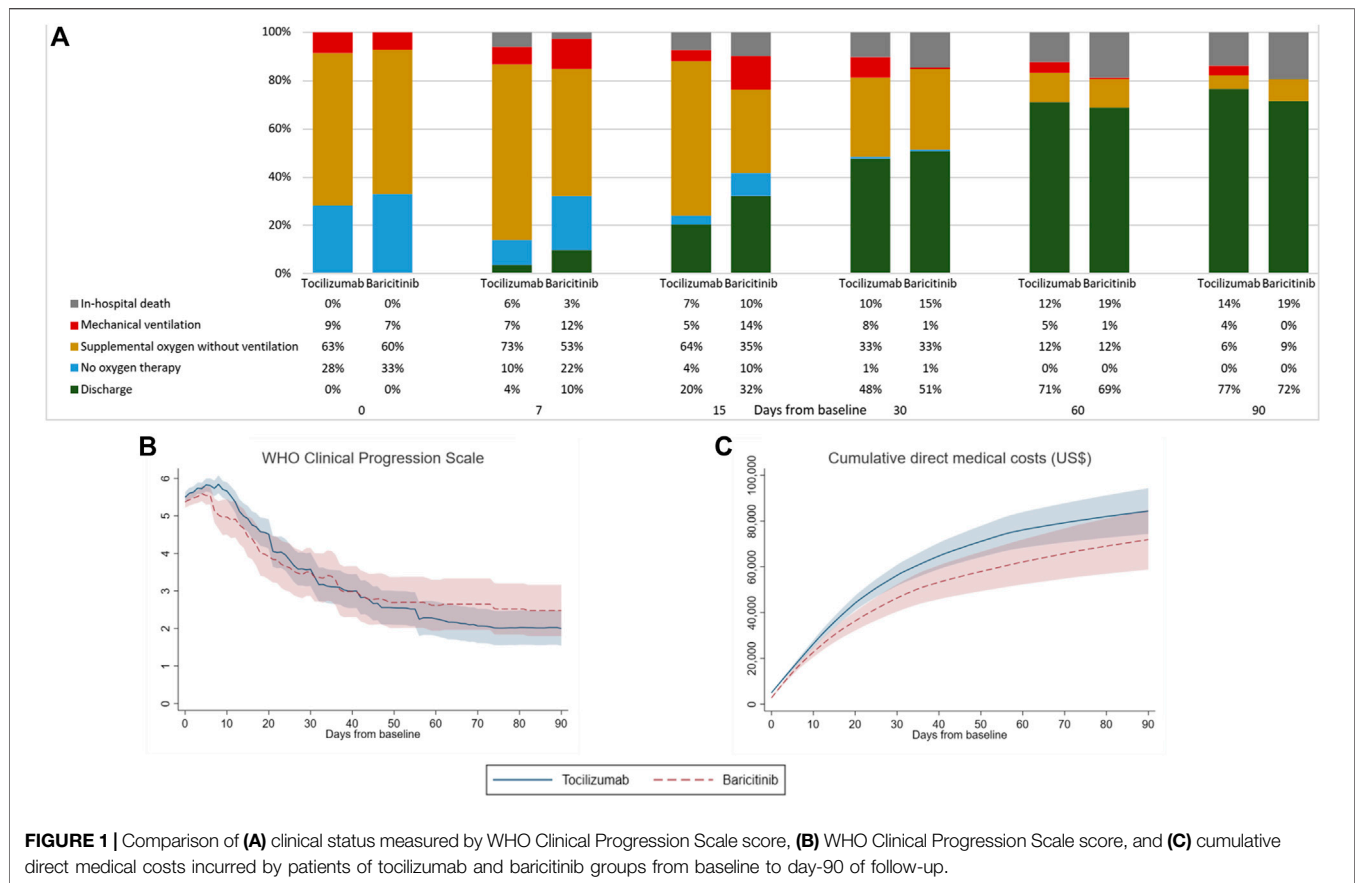 A
100%
80%
60%
40%
20%
0%
Tocilizumab Baricitinib Tocilizumab Baricitinib Tocilizumab Baricitinib Tocilizumab Baricitinib Tocilizumab Baricitinib Tocilizumab Baricitinib
In-hospital death 0% 0% 6% 3% 7% 10% 10% 15% 12% 19% 14% 19%
Mechanical ventilation 9% 7% 7% 12% 5% 14% 8% 1% 5% 1% 4% 0%
Supplemental oxygen without ventilation 63% 60% 73% 53% 64% 35% 33% 33% 12% 12% 6% 9%
No oxygen therapy 28% 33% 10% 22% 4% 10% 1% 1% 0% 0% 0% 0%
Discharge 0% 0% 4% 10% 20% 32% 48% 51% 71% 69% 77% 72%
0 7 15 Days from baseline 30 60 90
B
WHO Clinical Progression Scale
6
5
4
3
2
1
0
0 10 20 30 40 50 60 70 80 90
Days from baseline
C
Cumulative direct medical costs (US$)
100,000
80,000
60,000
40,000
20,000
0
0 10 20 30 40 50 60 70 80 90
Days from baseline
Tocilizumab Baricitinib
FIGURE 1 | Comparison of (A) clinical status measured by WHO Clinical Progression Scale score, (B) WHO Clinical Progression Scale score, and (C) cumulative
direct medical costs incurred by patients of tocilizumab and baricitinib groups from baseline to day-90 of follow-up.